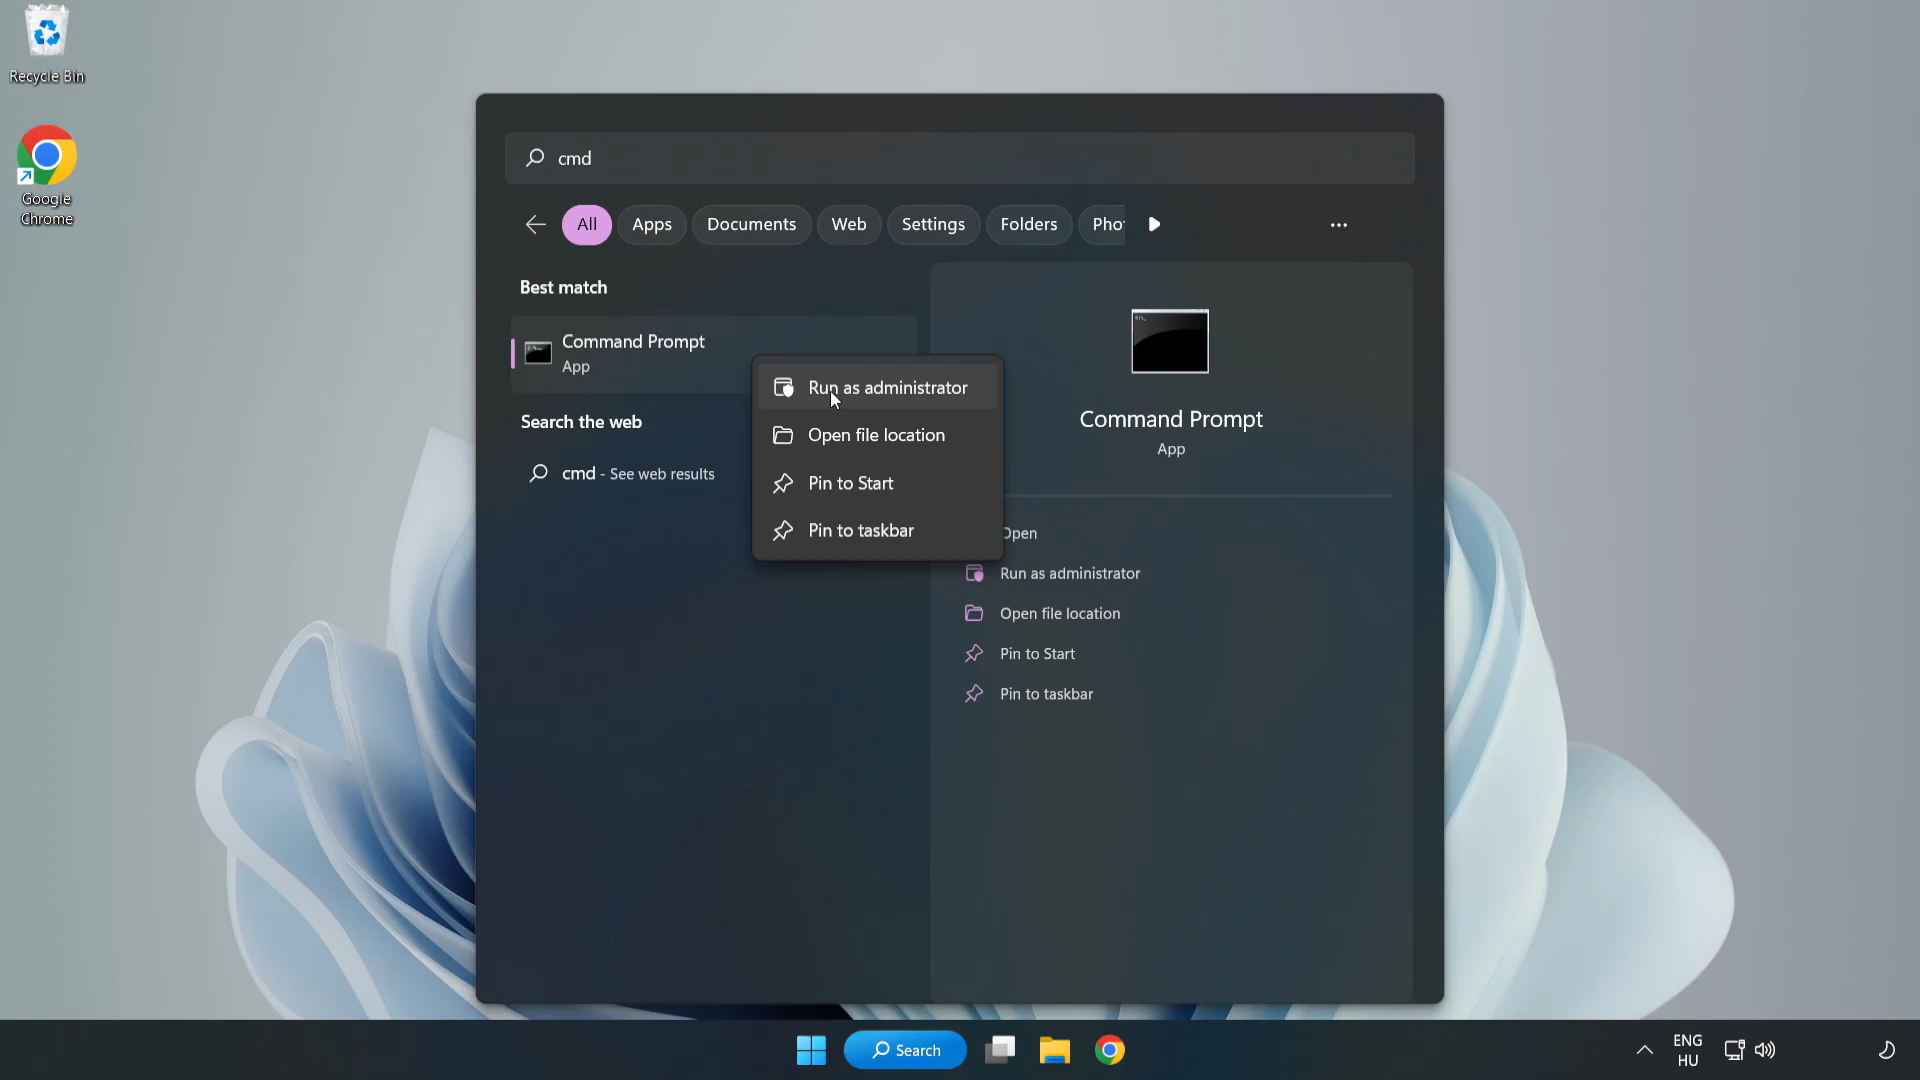 Recycle Bin
Google
Chrome
cmd
All
Apps
Documents
Web
Settings
Folders
Pho
Best match
Command Prompt
App
Search the web
cmd - See web results
Run as administrator
Open file location
Pin to Start
Pin to taskbar
Command Prompt
App
Open
Run as administrator
Open file location
Pin to Start
Pin to taskbar
Search
ENG
HU